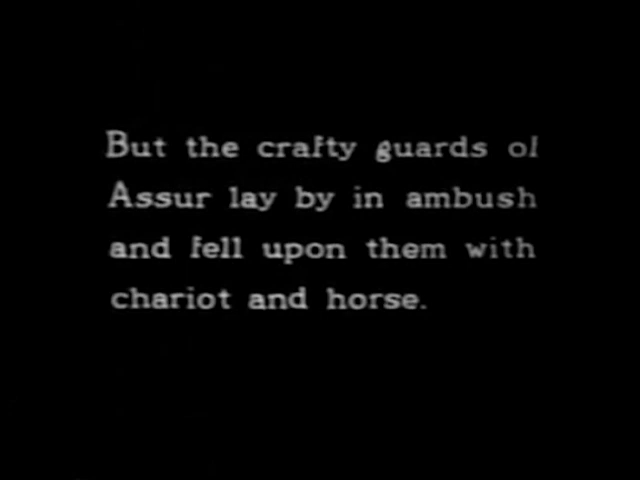 But the crafty guards of
Assur lay by in ambush
and fell upon them with
chariot and horse.